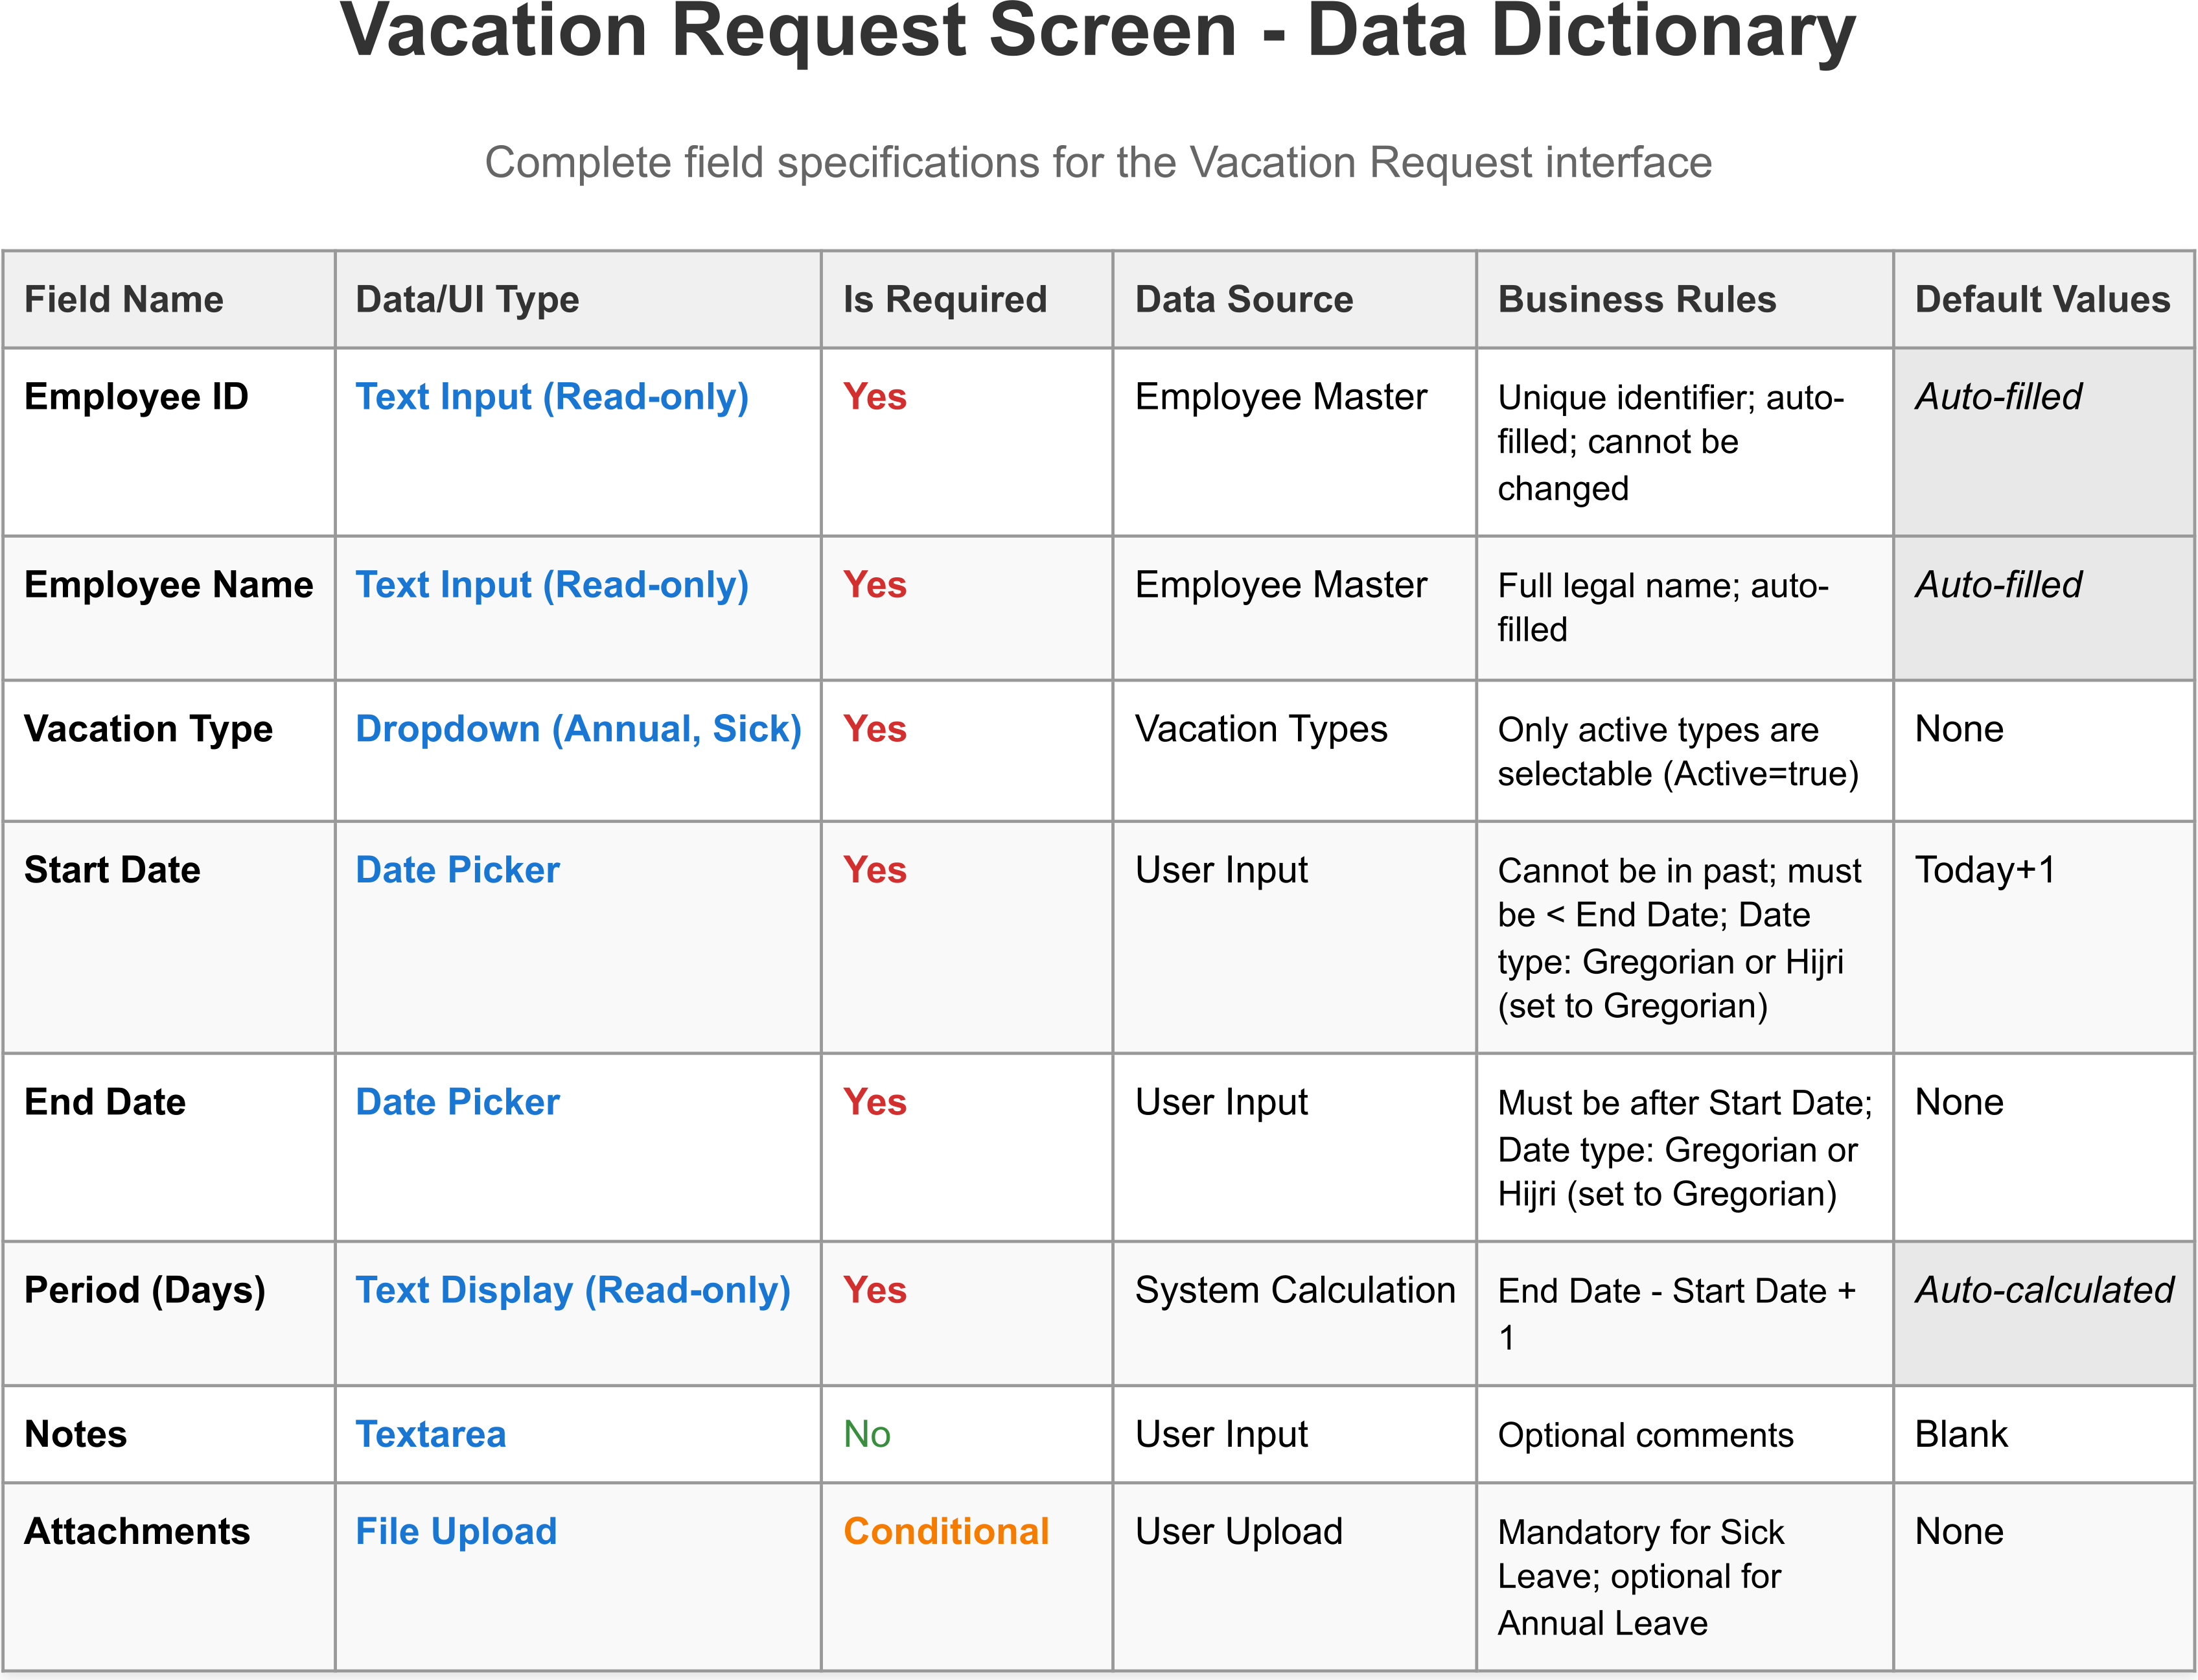 Vacation Request Screen - Data Dictionary
Complete field specifications for the Vacation Request interface
Field Name Data/UI Type Is Required Data Source Business Rules Default Values
Employee ID Text Input (Read-only) Yes Employee Master Unique identifier; auto- Auto-filled
filled; cannot be
changed
Employee Name Text Input (Read-only) Yes Employee Master Full legal name; auto- Auto-filled
filled
Vacation Type Dropdown (Annual, Sick) Yes Vacation Types Only active types are None
selectable (Active=true)
Start Date Date Picker Yes User Input Cannot be in past; must Today+1
be < End Date; Date
type: Gregorian or Hijri
(set to Gregorian)
End Date Date Picker Yes User Input Must be after Start Date; None
Date type: Gregorian or
Hijri (set to Gregorian)
Period (Days) Text Display (Read-only) Yes System Calculation End Date - Start Date + Auto-calculated
1
Notes Textarea No User Input Optional comments Blank
Attachments File Upload Conditional User Upload Mandatory for Sick None
Leave; optional for
Annual Leave